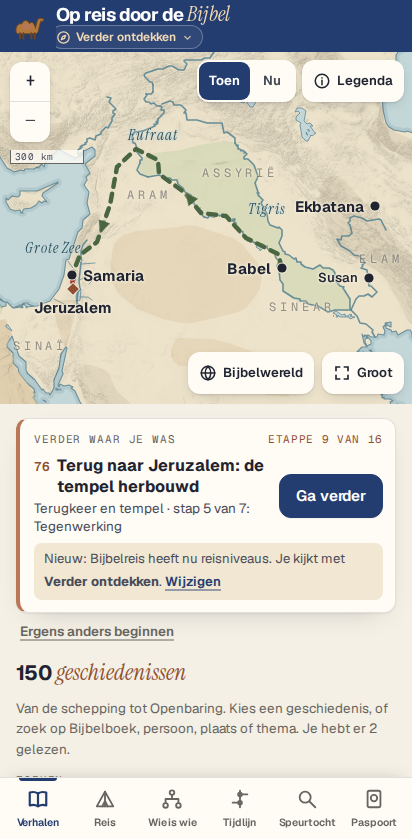 Op reis door de Bijbel
Verder ontdekken
+
−
300 km
Toen
Nu
Legenda
Eufraat
ASSYRIË
ARAM
Tigris
Ekbatana
Grote Zee
Samaria
Babel
ELAM
Susan
Jeruzalem
SINEAR
SINAÏ
Bijbelwereld
Groot
VERDER WAAR JE WAS
ETAPPE 9 VAN 16
76 Terug naar Jeruzalem: de
tempel herbouwd
Terugkeer en tempel · stap 5 van 7:
Tegenwerking
Ga verder
Nieuw: Bijbelreis heeft nu reisniveaus. Je kijkt met
Verder ontdekken. Wijzigen
Ergens anders beginnen
150 geschiedenissen
Van de schepping tot Openbaring. Kies een geschiedenis, of
zoek op Bijbelboek, persoon, plaats of thema. Je hebt er 2
gelezen.
Verhalen
Reis
Wie is wie
Tijdlijn
Speurtocht
Paspoort